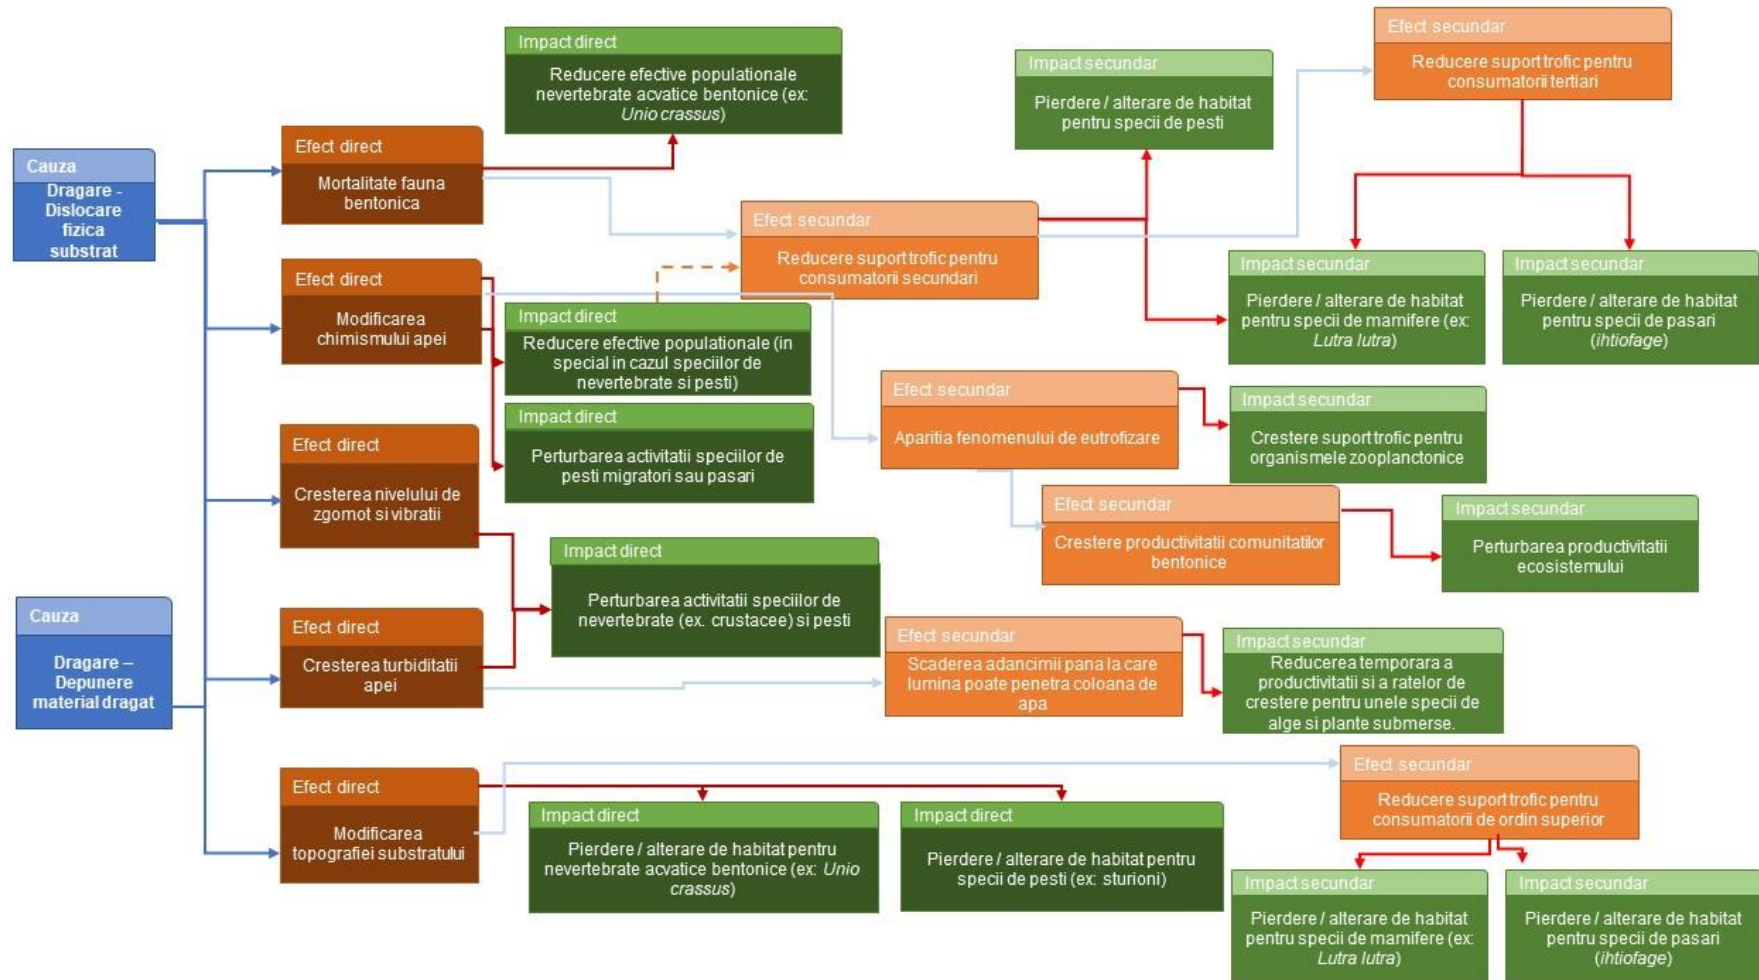 Cauza
Dragare -
Dislocare
fizica
substrat
Cauza
Dragare –
Depunere
material dragat
Efect direct
Mortalitate fauna
bentonica
Efect direct
Modificarea
chimismului apei
Efect direct
Cresterea nivelului de
zgomot si vibratii
Efect direct
Cresterea turbiditatii
apei
Efect direct
Modificarea
topografiei substratului
Impact direct
Reducere efective populationale
nevertebrate acvatice bentonice (ex:
Unio crassus)
Impact direct
Reducere efective populationale (in
special in cazul speciilor de
nevertebrate si pesti)
Impact direct
Perturbarea activitatii speciilor de
pesti migratori sau pasari
Impact direct
Perturbarea activitatii speciilor de
nevertebrate (ex. crustacee) si pesti
Impact direct
Pierdere / alterare de habitat pentru
nevertebrate acvatice bentonice (ex: Unio
crassus)
Impact direct
Pierdere / alterare de habitat pentru
specii de pesti (ex: sturioni)
Efect secundar
Reducere suport trofic pentru
consumatorii secundari
Impact secundar
Pierdere / alterare de habitat
pentru specii de pesti
Efect secundar
Reducere suport trofic pentru
consumatorii tertiari
Impact secundar
Pierdere / alterare de habitat
pentru specii de mamifere (ex:
Lutra lutra)
Impact secundar
Pierdere / alterare de habitat
pentru specii de pasari
(ihtiofage)
Efect secundar
Aparitia fenomenului de eutrofizare
Impact secundar
Crestere suport trofic pentru
organismele zooplanctonice
Efect secundar
Crestere productivitatii comunitatilor
bentonice
Impact secundar
Perturbarea productivitatii
ecosistemului
Efect secundar
Scaderea adancimii pana la care
lumina poate penetra coloana de
apa
Impact secundar
Reducerea temporara a
productivitatii si a ratelor de
crestere pentru unele specii de
alge si plante submerse.
Efect secundar
Reducere suport trofic pentru
consumatorii de ordin superior
Impact secundar
Pierdere / alterare de habitat
pentru specii de mamifere (ex:
Lutra lutra)
Impact secundar
Pierdere / alterare de habitat
pentru specii de pasari
(ihtiofage)